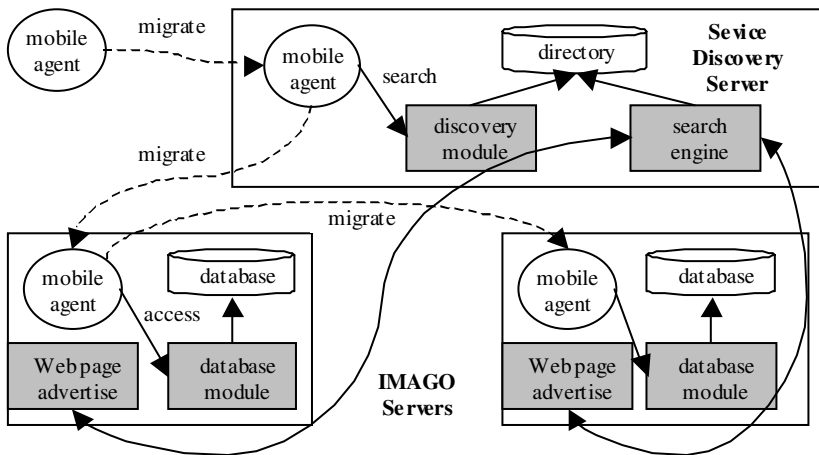 migrate
mobile
agent
mobile
agent
search
directory
Sevice
Discovery
Server
discovery
module
search
engine
migrate
migrate
mobile
agent
database
access
Web page
advertise
database
module
IMAGO
Servers
mobile
agent
database
Web page
advertise
database
module